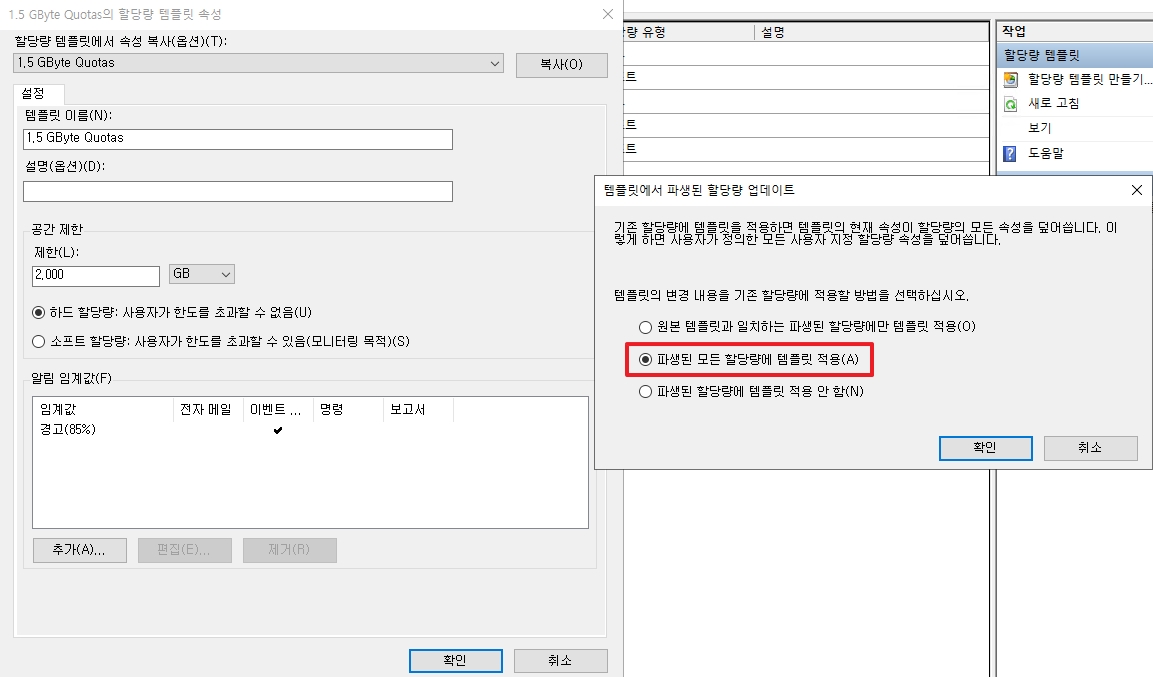 1.5 GByte Quotas의 할당량 템플릿 속성
할당량 템플릿에서 속성 복사(옵션)(T):
1,5 GByte Quotas
복사(O)
설정
템플릿 이름(N):
1,5 GByte Quotas
설명(옵션)(D):
공간 제한
제한(L):
2,000
GB
하드 할당량: 사용자가 한도를 초과할 수 없음(U)
소프트 할당량: 사용자가 한도를 초과할 수 있음(모니터링 목적)(S)
알림 임계값(F)
임계값 전자 메일 이벤트 ... 명령 보고서
경고(85%)
추가(A)...
편집(E)...
제거(R)
확인
취소
량 유형 설명
트
트
트
작업
할당량 템플릿
할당량 템플릿 만들기...
새로 고침
보기
도움말
템플릿에서 파생된 할당량 업데이트
기존 할당량에 템플릿을 적용하면 템플릿의 현재 속성이 할당량의 모든 속성을 덮어씁니다. 이
렇게 하면 사용자가 정의한 모든 사용자 지정 할당량 속성을 덮어씁니다.
템플릿의 변경 내용을 기존 할당량에 적용할 방법을 선택하십시오.
원본 템플릿과 일치하는 파생된 할당량에만 템플릿 적용(O)
파생된 모든 할당량에 템플릿 적용(A)
파생된 할당량에 템플릿 적용 안 함(N)
확인
취소